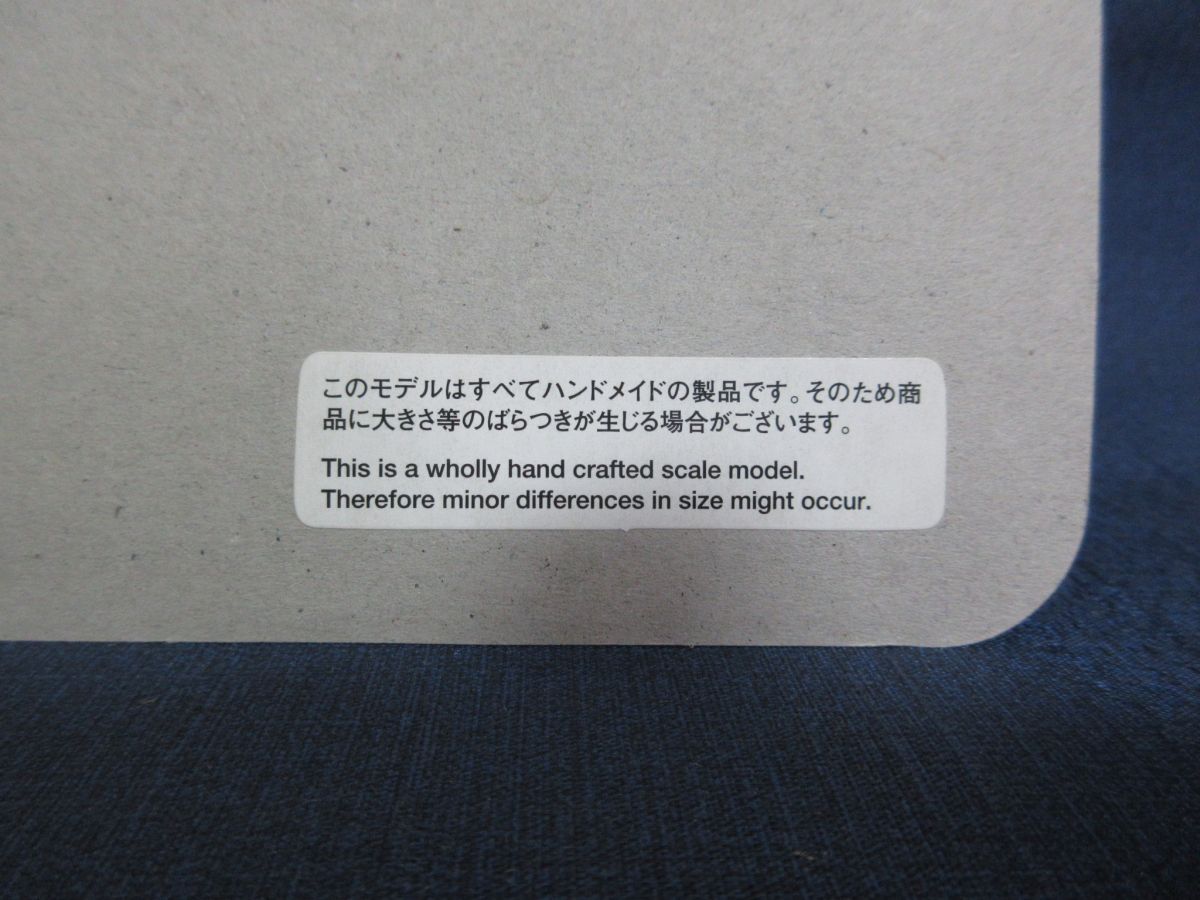 このモデルはすべてハンドメイドの製品です。そのため商
品に大きさ等のばらつきが生じる場合がございます。
This is a wholly hand crafted scale model.
Therefore minor differences in size might occur.